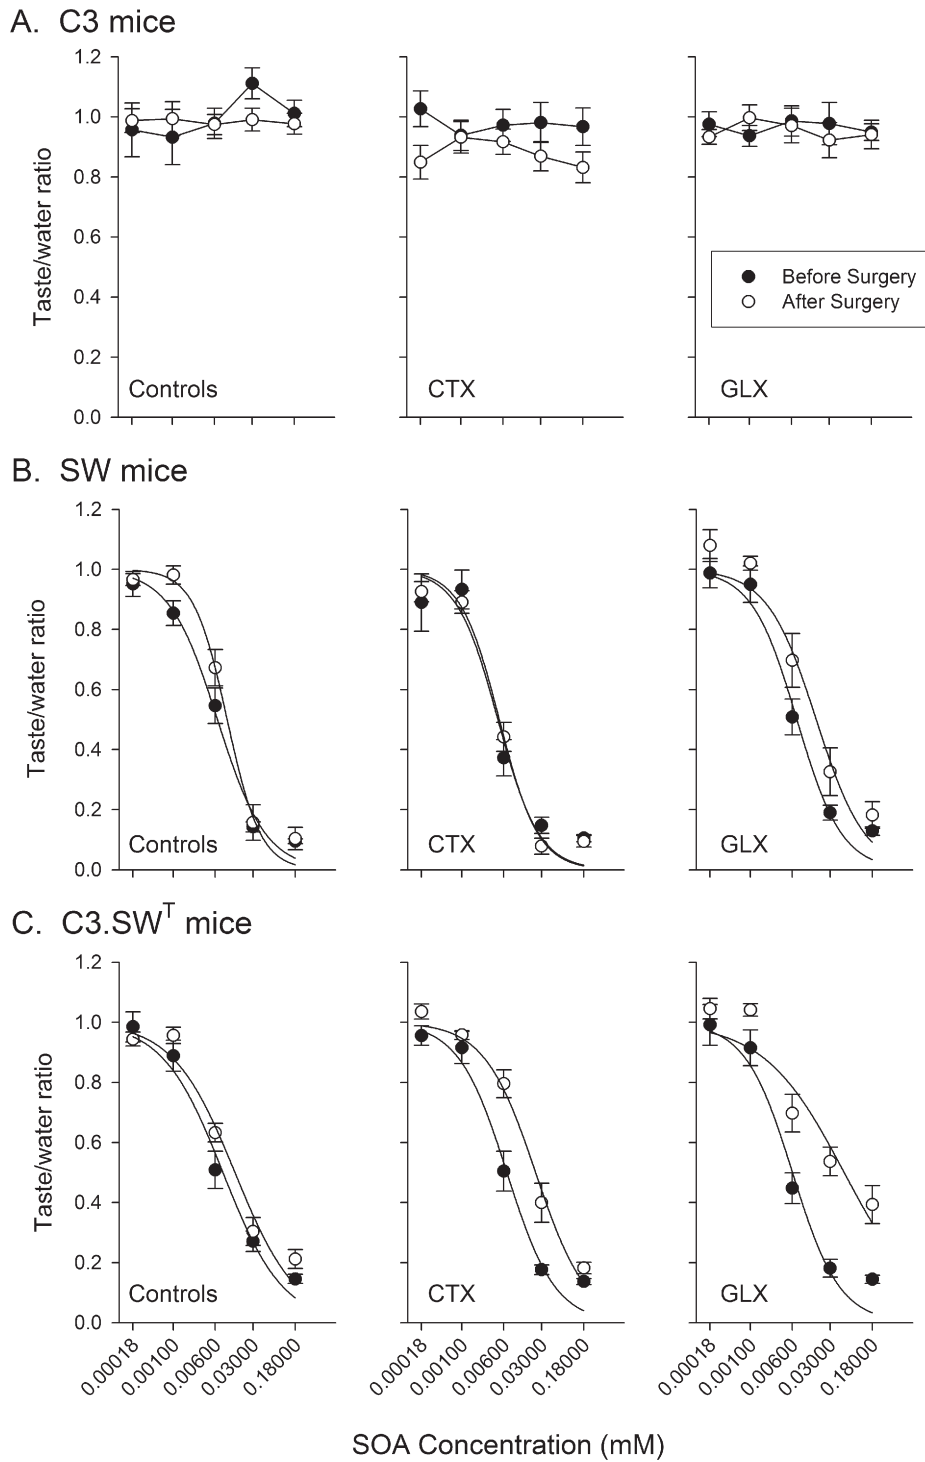 A. C3 mice
1.2
1.0
0.8
0.6
0.4
0.2
0.0
Taste/water ratio
Controls
CTX
GLX
Before Surgery
After Surgery
B. SW mice
1.2
1.0
0.8
0.6
0.4
0.2
0.0
Taste/water ratio
Controls
CTX
GLX
C. C3.SWᵀ mice
1.2
1.0
0.8
0.6
0.4
0.2
0.0
Taste/water ratio
Controls
CTX
GLX
0.00018 0.00100 0.00600 0.03000 0.18000
0.00018 0.00100 0.00600 0.03000 0.18000
0.00018 0.00100 0.00600 0.03000 0.18000
SOA Concentration (mM)